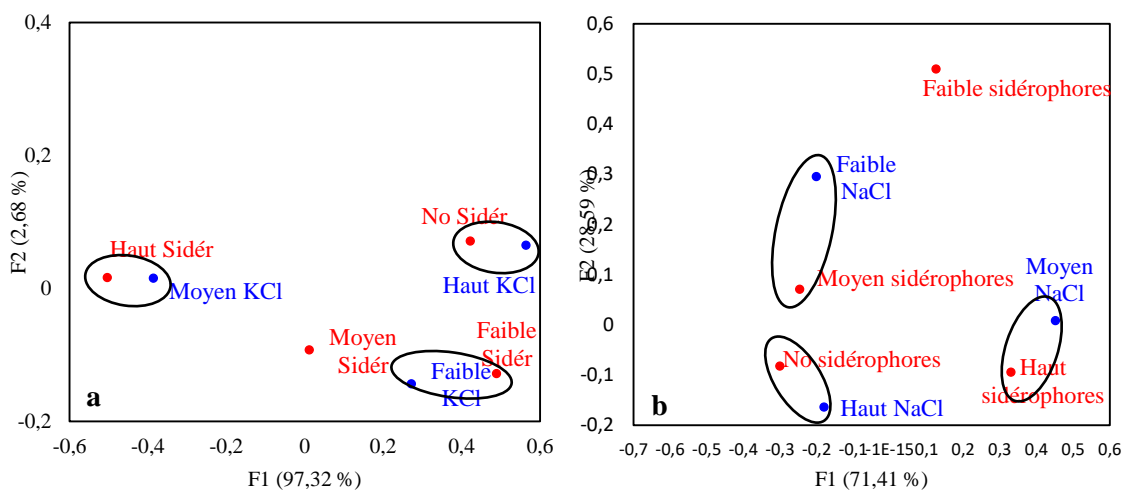 0,4
0,2
0
-0,2
-0,6
-0,4
-0,2
0
0,2
0,4
0,6
F2 (2,68 %)
F1 (97,32 %)
No Sidér
Haut KCl
Haut Sidér
Moyen KCl
Moyen
Sidér
Faible
Sidér
Faible
KCl
a
0,6
0,5
0,4
0,3
0,2
0,1
0
-0,1
-0,2
-0,7
-0,6
-0,5
-0,4
-0,3
-0,2
-0,1
-1E-15
0,1
0,2
0,3
0,4
0,5
0,6
F2 (28,59 %)
F1 (71,41 %)
Faible sidérophores
Faible
NaCl
Moyen sidérophores
Moyen
NaCl
No sidérophores
Haut
sidérophores
Haut NaCl
b